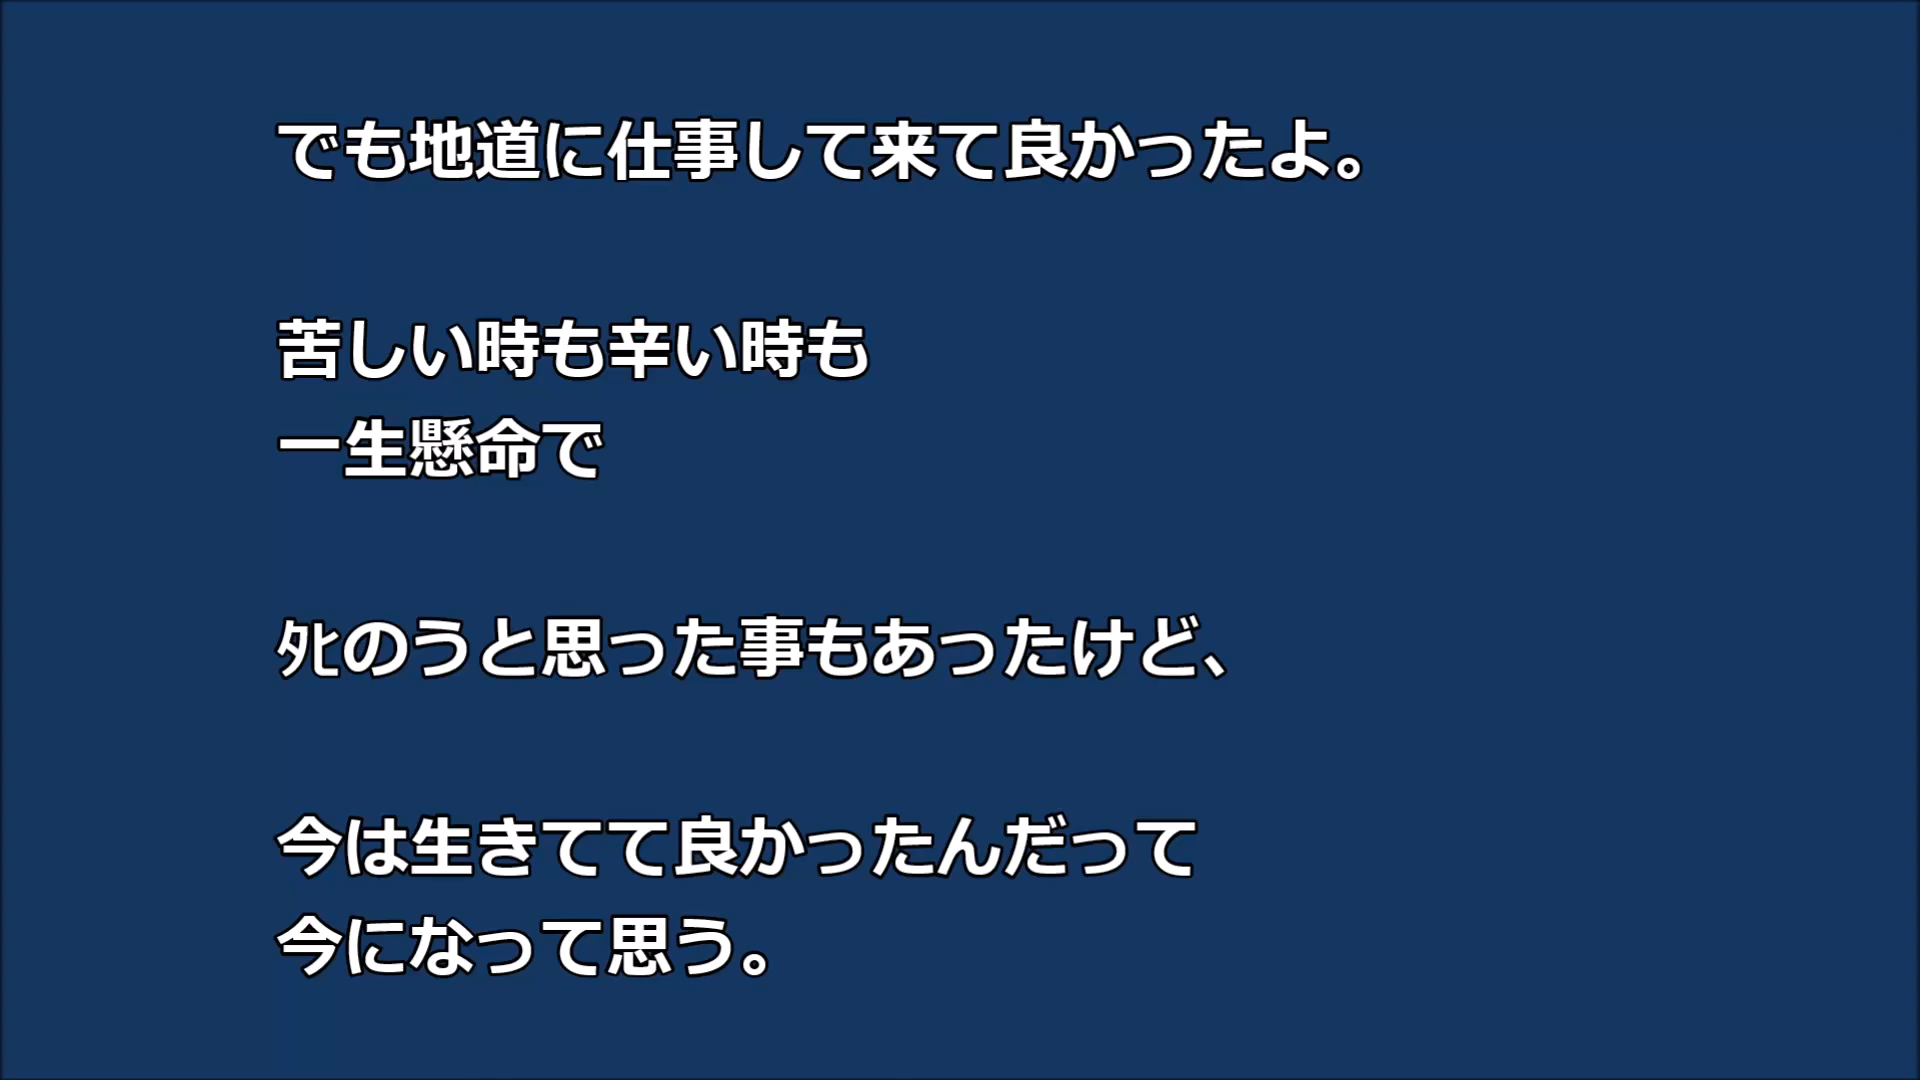 でも地道に仕事して来て良かったよ。
苦しい時も辛い時も
一生懸命で
ﾀﾋのうと思った事もあったけど、
今は生きてて良かったんだって
今になって思う。